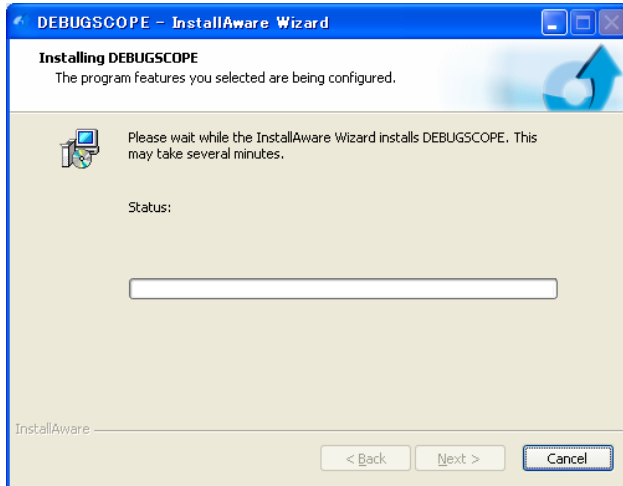 DEBUGSCOPE - InstallAware Wizard
Installing DEBUGSCOPE
The program features you selected are being configured.
Please wait while the InstallAware Wizard installs DEBUGSCOPE. This
may take several minutes.
Status:
InstallAware
< Back
Next >
Cancel